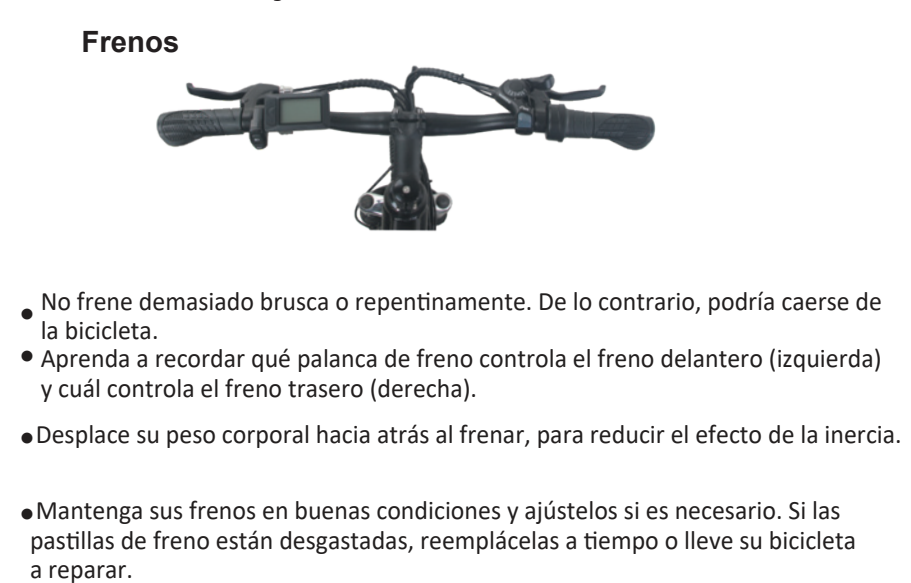 Frenos
● No frene demasiado brusca o repentinamente. De lo contrario, podría caerse de
la bicicleta.
● Aprenda a recordar qué palanca de freno controla el freno delantero (izquierda)
y cuál controla el freno trasero (derecha).
●Desplace su peso corporal hacia atrás al frenar, para reducir el efecto de la inercia.
●Mantenga sus frenos en buenas condiciones y ajústelos si es necesario. Si las
pastillas de freno están desgastadas, reemplácelas a tiempo o lleve su bicicleta
a reparar.